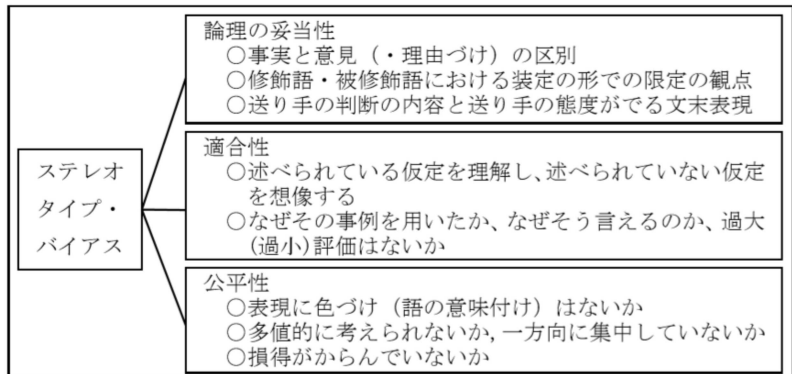 ステレオ
タイプ・
バイアス
論理の妥当性
○事実と意見（・理由づけ）の区別
○修飾語・被修飾語における装定の形での限定の観点
○送り手の判断の内容と送り手の態度がでる文末表現
適合性
○述べられている仮定を理解し、述べられていない仮定
を想像する
○なぜその事例を用いたか、なぜそう言えるのか、過大
(過小)評価はないか
公平性
○表現に色づけ（語の意味付け）はないか
○多値的に考えられないか,一方向に集中していないか
○損得がからんでいないか